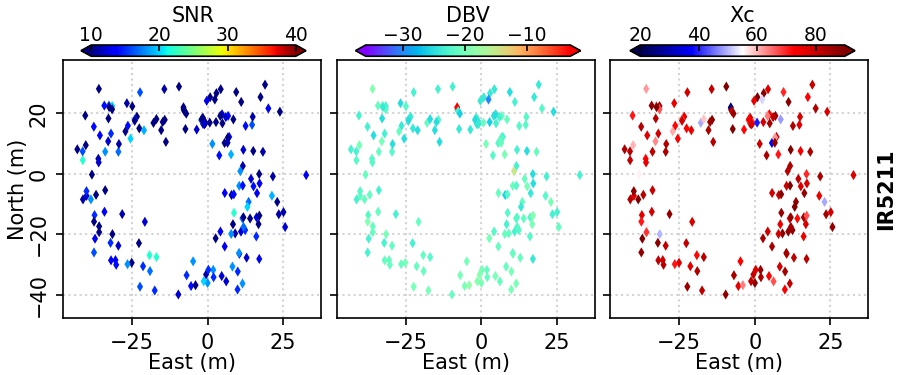 SNR DBV Xc
10 20 30 40 −30 −20 −10 20 40 60 80
North (m)
20
0
−20
−40
−25 0 25 −25 0 25 −25 0 25
East (m) East (m) East (m)
IR5211